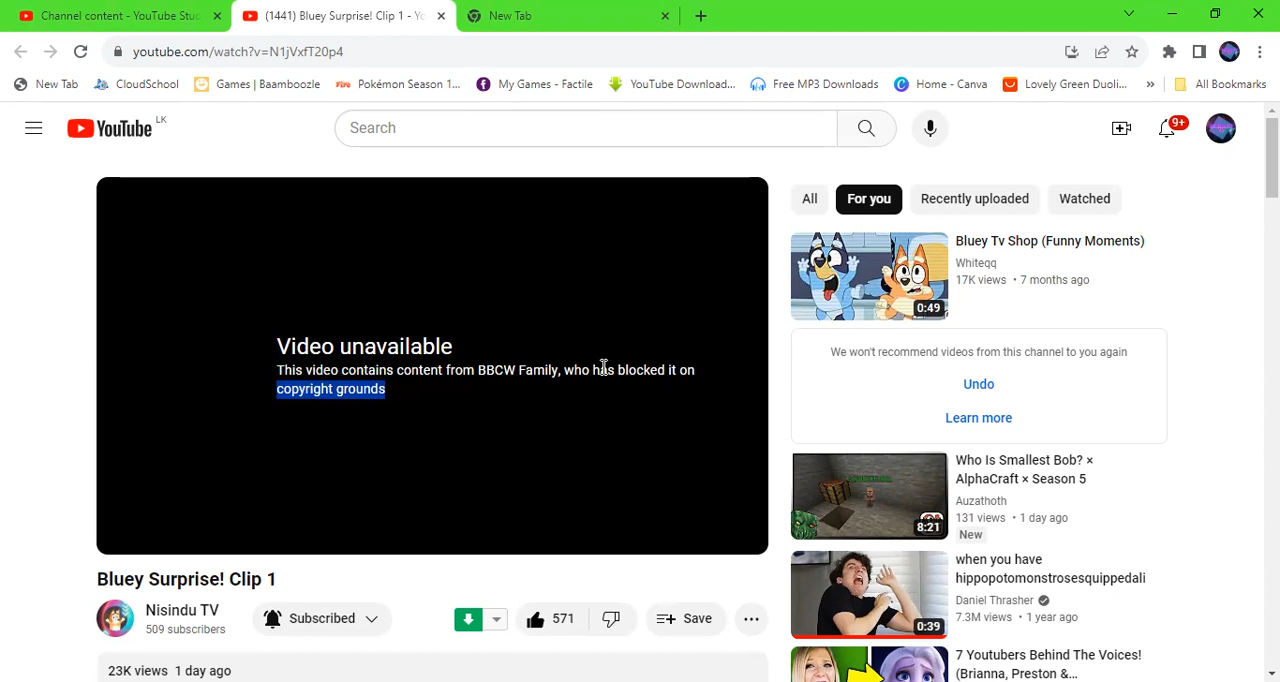 Channel content - YouTube Stu
(1441) Bluey Surprise! Clip 1 - Yo
New Tab
youtube.com/watch?v=N1jVxfT20p4
New Tab
CloudSchool
Games | Baamboozle
Fire
Pokémon Season 1...
My Games - Factile
YouTube Download...
Free MP3 Downloads
Home - Canva
Lovely Green Duoli...
»
All Bookmarks
YouTube LK
Search
9+
Video unavailable
This video contains content from BBCW Family, who has blocked it on
copyright grounds
All
For you
Recently uploaded
Watched
Bluey Tv Shop (Funny Moments)
Whiteqq
17K views • 7 months ago
0:49
We won't recommend videos from this channel to you again
Undo
Learn more
Who Is Smallest Bob? ×
AlphaCraft × Season 5
Auzathoth
131 views • 1 day ago
New
8:21
when you have
hippopotomonstrosesquippedali
Daniel Thrasher
7.3M views • 1 year ago
0:39
7 Youtubers Behind The Voices!
(Brianna, Preston &...
Bluey Surprise! Clip 1
Nisindu TV
509 subscribers
Subscribed
571
Save
23K views 1 day ago